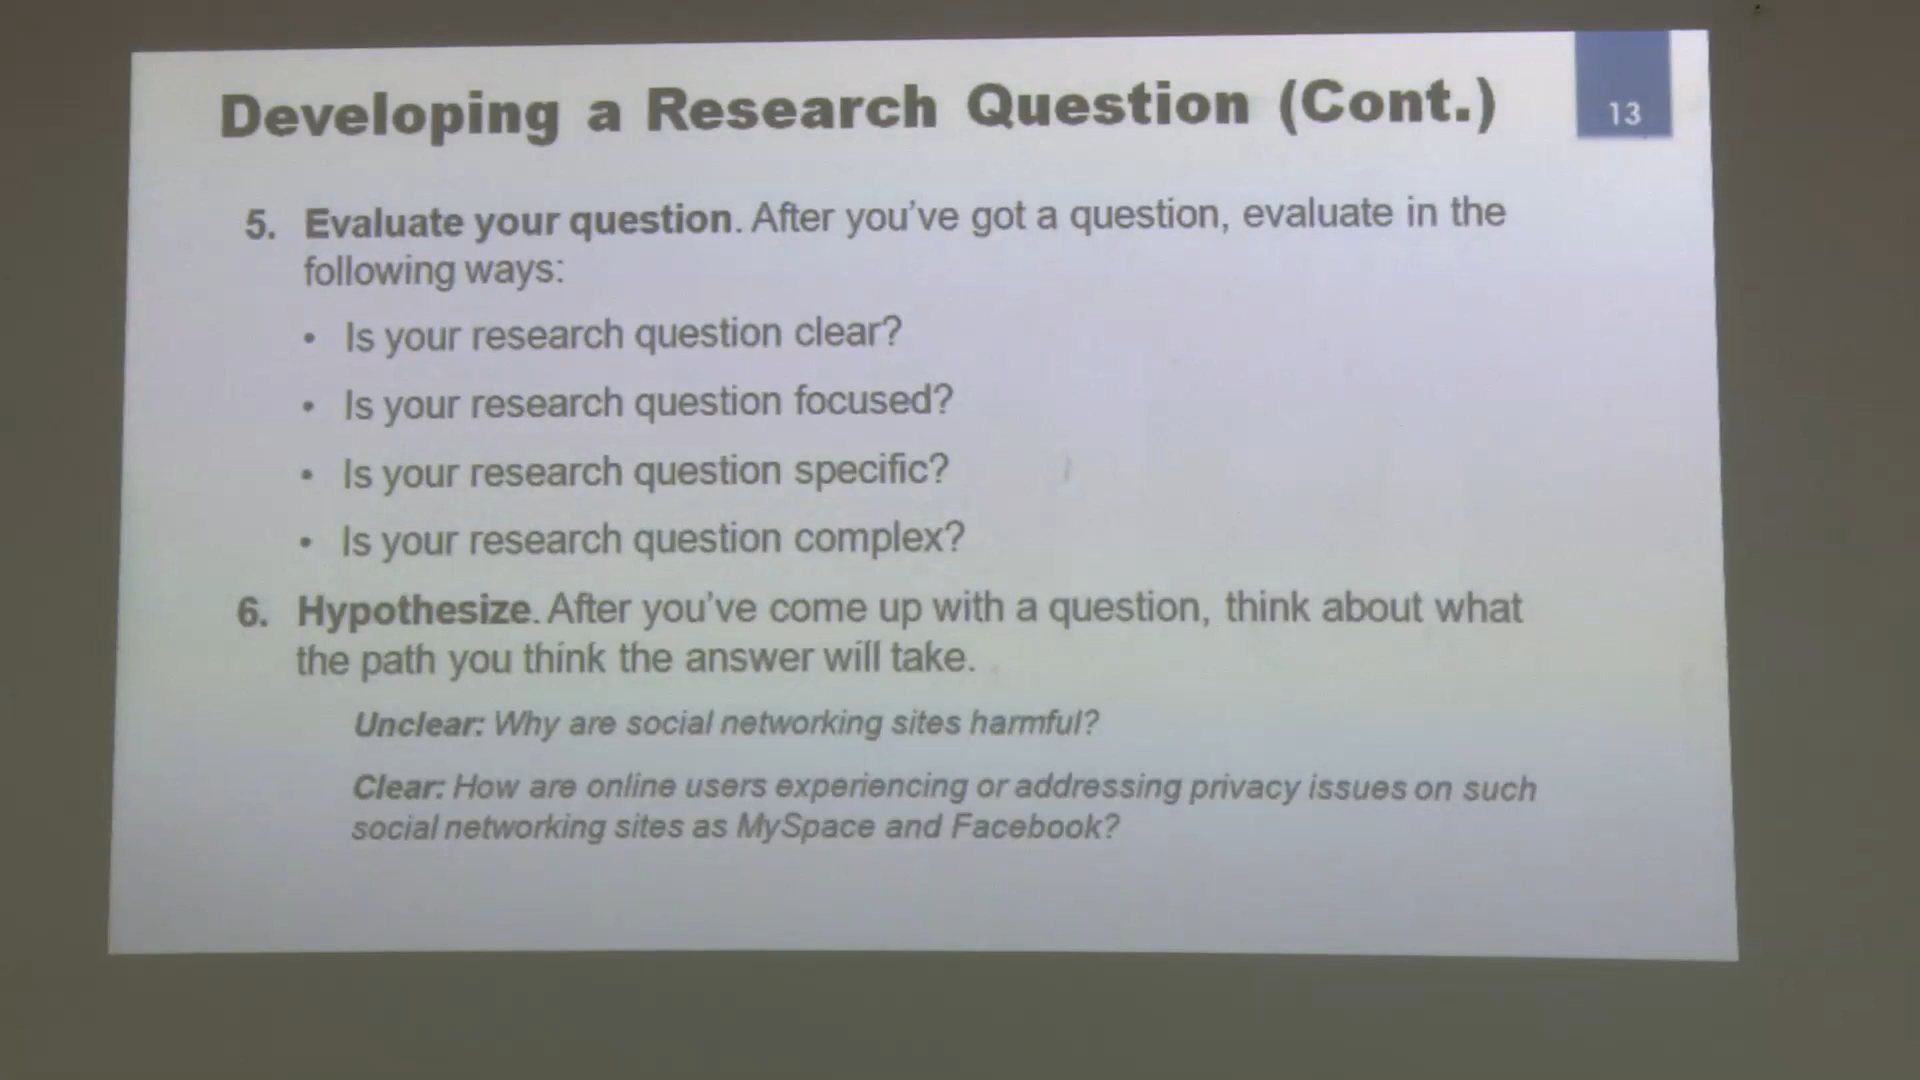 Developing a Research Question (Cont.)
13
5. Evaluate your question. After you've got a question, evaluate in the
following ways:
• Is your research question clear?
• Is your research question focused?
• Is your research question specific?
• Is your research question complex?
6. Hypothesize. After you've come up with a question, think about what
the path you think the answer will take.
Unclear: Why are social networking sites harmful?
Clear: How are online users experiencing or addressing privacy issues on such
social networking sites as MySpace and Facebook?